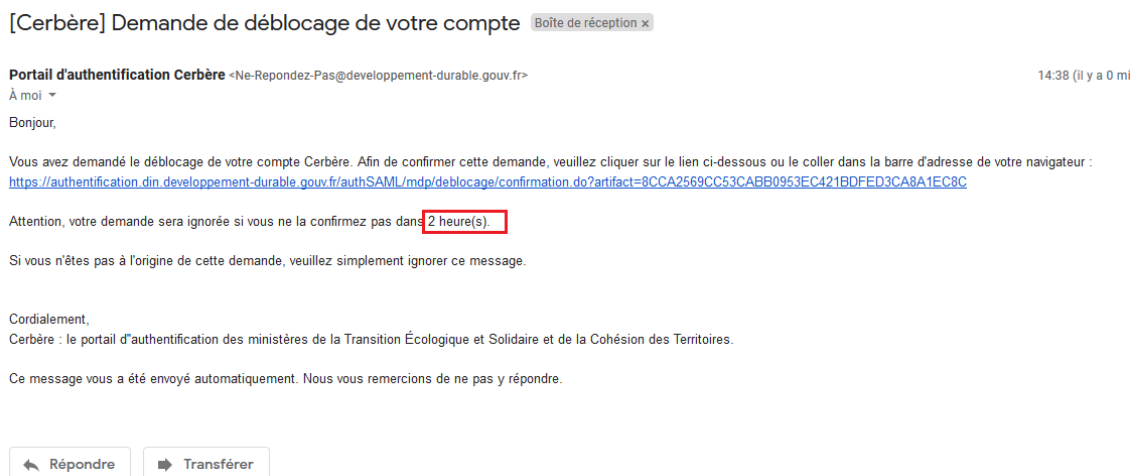 [Cerbère] Demande de déblocage de votre compte Boîte de réception x
Portail d'authentification Cerbère <Ne-Repondez-Pas@developpement-durable.gouv.fr> 14:38 (il y a 0 mi
À moi
Bonjour,
Vous avez demandé le déblocage de votre compte Cerbère. Afin de confirmer cette demande, veuillez cliquer sur le lien ci-dessous ou le coller dans la barre d'adresse de votre navigateur :
https://authentification.din.developpement-durable.gouv.fr/authSAML/mdp/deblocage/confirmation.do?artifact=8CCA2569CC53CABB0953EC421BDFED3CA8A1EC8C
Attention, votre demande sera ignorée si vous ne la confirmez pas dans 2 heure(s).
Si vous n'êtes pas à l'origine de cette demande, veuillez simplement ignorer ce message.
Cordialement,
Cerbère : le portail d"authentification des ministères de la Transition Écologique et Solidaire et de la Cohésion des Territoires.
Ce message vous a été envoyé automatiquement. Nous vous remercions de ne pas y répondre.
Répondre Transférer